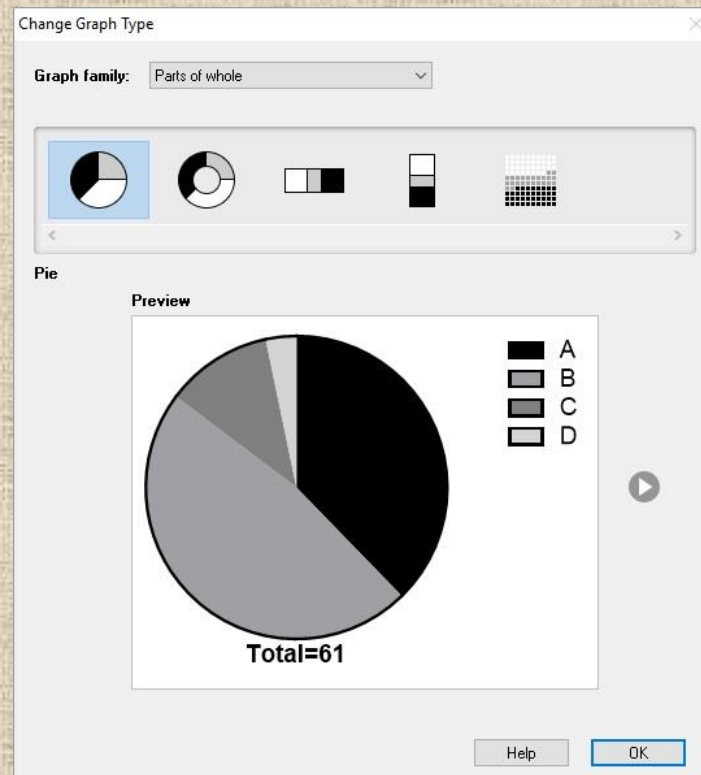 Change Graph Type
Graph family: Parts of whole
Pie
Preview
A
B
C
D
Total=61
Help OK